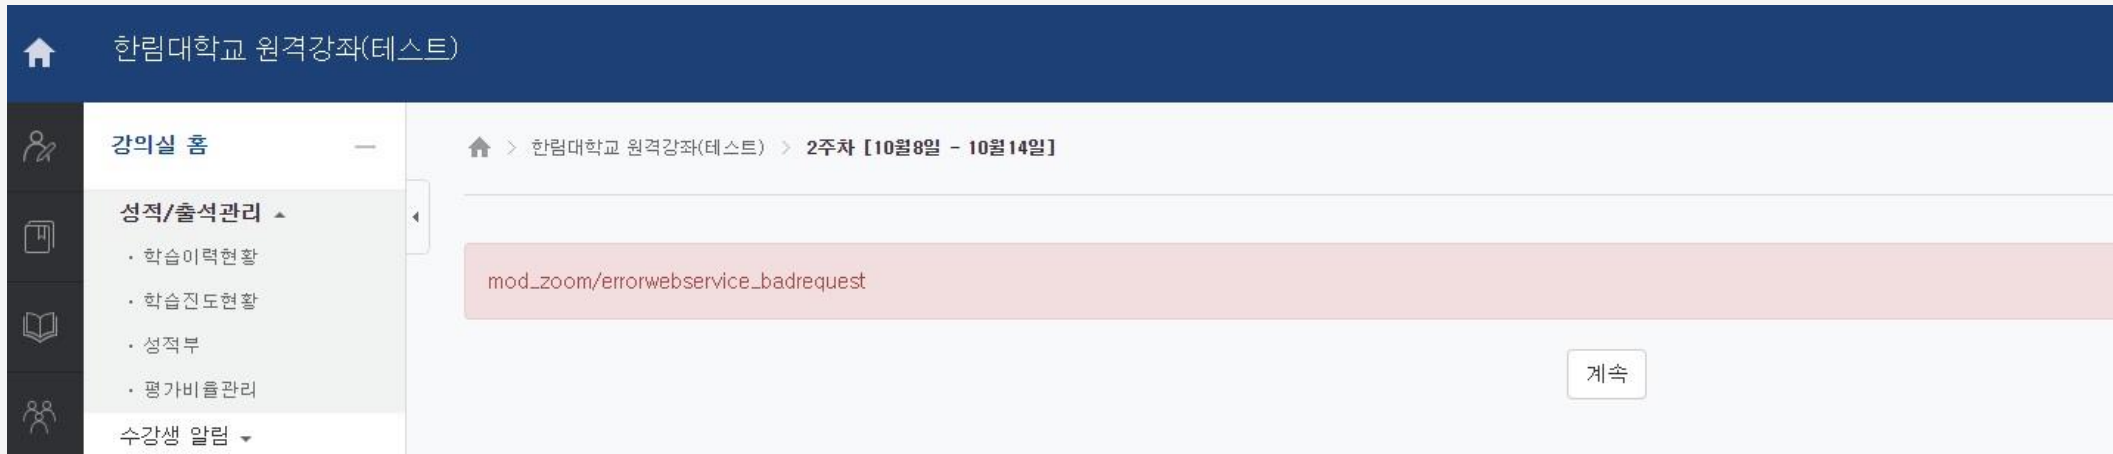 한림대학교 원격강좌(테스트)
강의실 홈
성적/출석관리
· 학습이력현황
· 학습진도현황
· 성적부
· 평가비율관리
수강생 알림
한림대학교 원격강좌(테스트) > 2주차 [10월8일 - 10월14일]
mod_zoom/errorwebservice_badrequest
계속